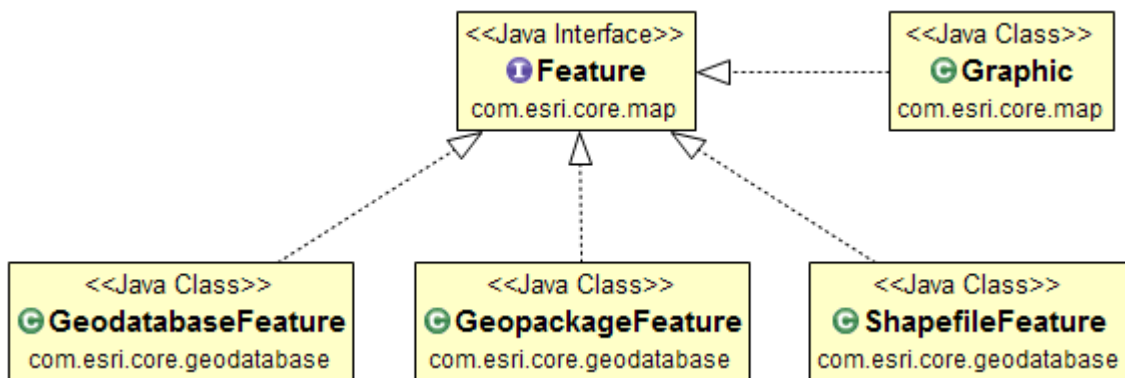 <<Java Interface>>
I Feature
com.esri.core.map
<<Java Class>>
C Graphic
com.esri.core.map
<<Java Class>>
C GeodatabaseFeature
com.esri.core.geodatabase
<<Java Class>>
C GeopackageFeature
com.esri.core.geodatabase
<<Java Class>>
C ShapefileFeature
com.esri.core.geodatabase